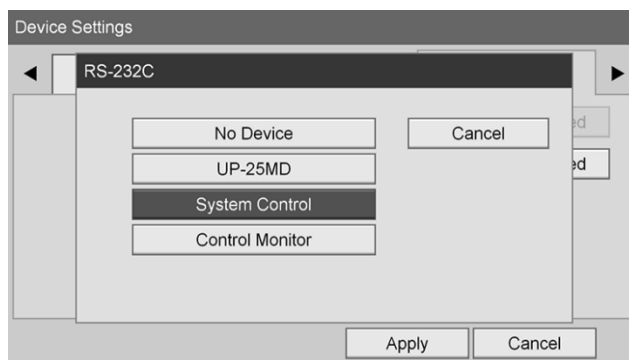 Device Settings
RS-232C
No Device
Cancel
UP-25MD
System Control
Control Monitor
Apply
Cancel